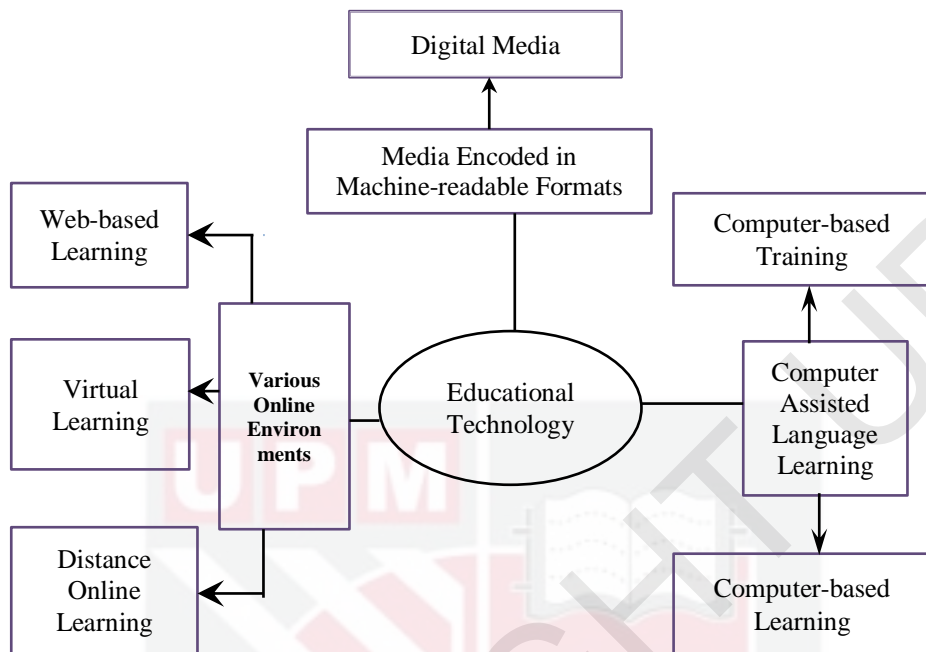 Digital Media
Media Encoded in
Machine-readable Formats
Web-based
Learning
Computer-based
Training
Virtual
Learning
Various
Online
Environ
ments
Educational
Technology
Computer
Assisted
Language
Learning
UPM
Distance
Online
Learning
Computer-based
Learning